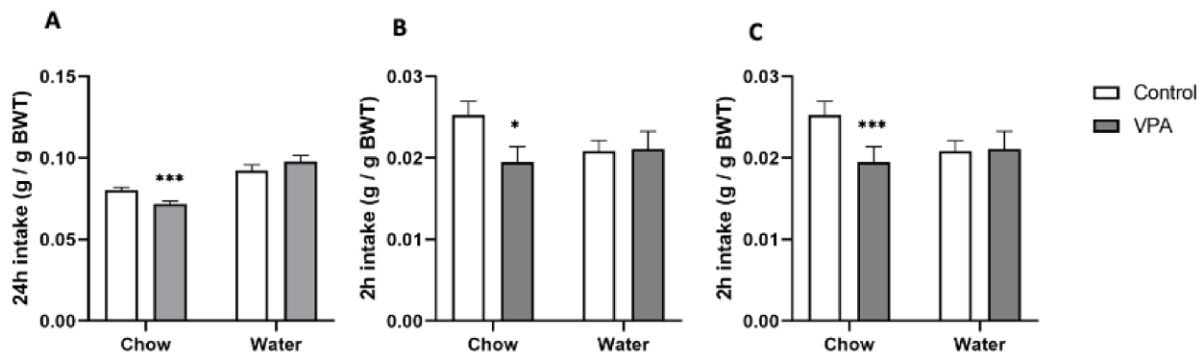 A
24h intake (g / g BWT)
0.15
0.10
0.05
0.00
***
Chow Water
B
2h intake (g / g BWT)
0.03
0.02
0.01
0.00
*
Chow Water
C
2h intake (g / g BWT)
0.03
0.02
0.01
0.00
***
Chow Water
Control
VPA